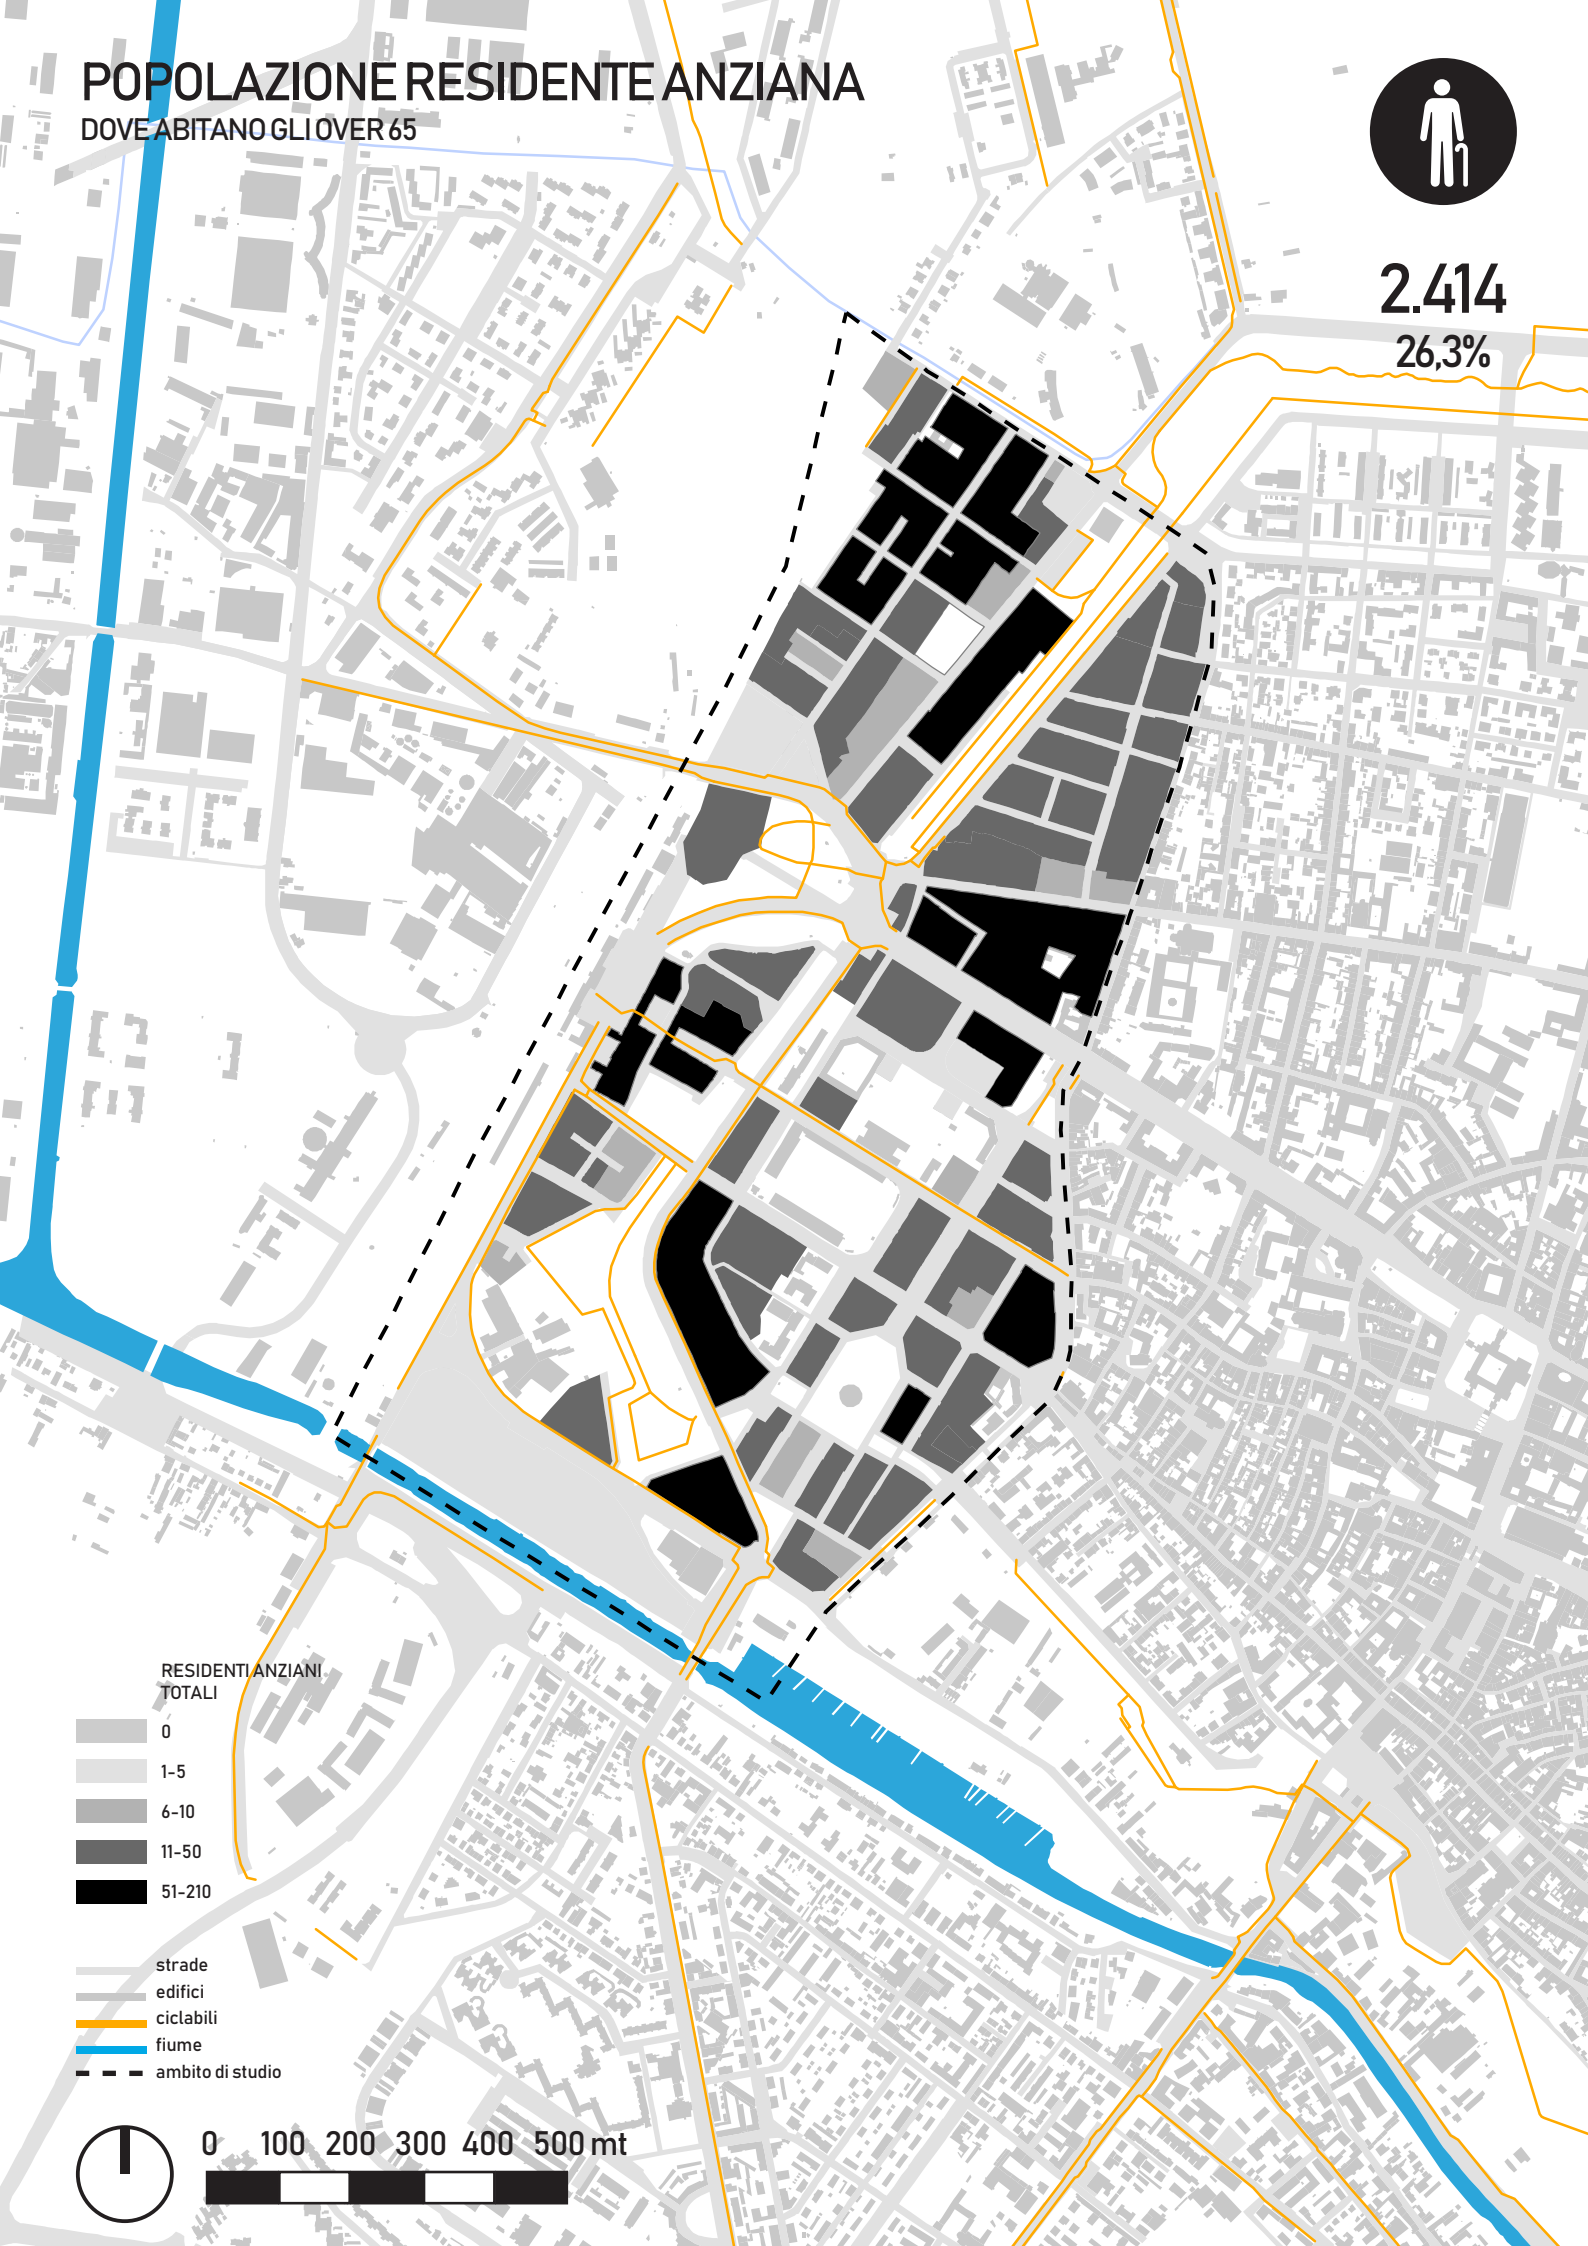 POPOLAZIONE RESIDENTE ANZIANA
DOVE ABITANO GLI OVER 65
2.414
26,3%
RESIDENTI ANZIANI
TOTALI
0
1-5
6-10
11-50
51-210
strade
edifici
ciclabili
fiume
ambito di studio
0 100 200 300 400 500 mt